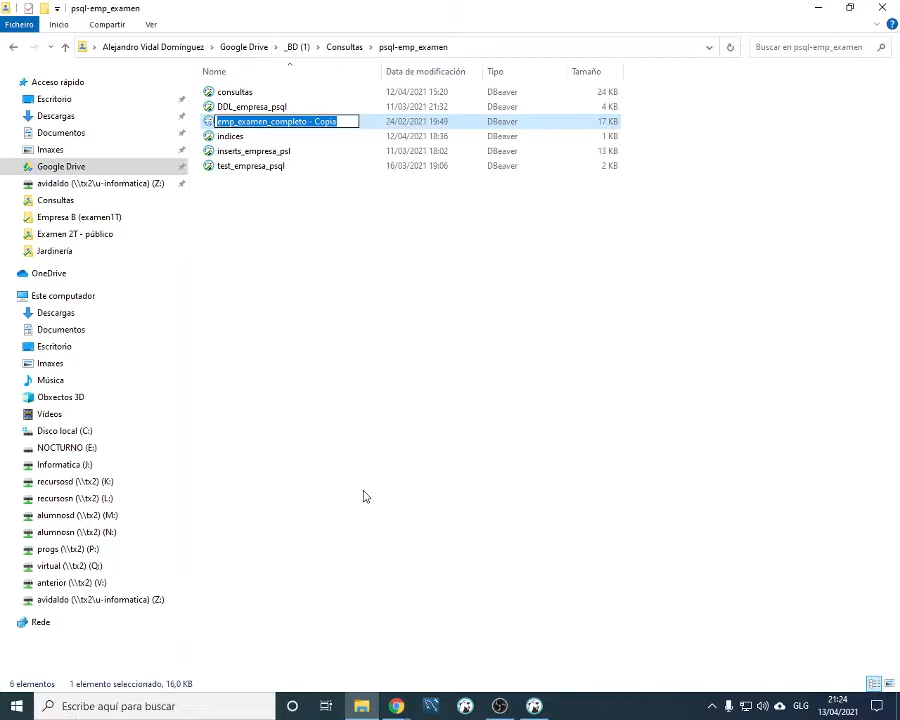 psql-emp_examen
Ficheiro Inicio Compartir Ver
Alejandro Vidal Domínguez Google Drive _BD (1) Consultas psql-emp_examen
Buscar en psql-emp_examen
Nome Data de modificación Tipo Tamaño
consultas 12/04/2021 15:20 DBeaver 24 KB
DDL_empresa_psql 11/03/2021 21:32 DBeaver 4 KB
emp_examen_completo - Copia 24/02/2021 19:49 DBeaver 17 KB
indices 12/04/2021 18:36 DBeaver 1 KB
inserts_empresa_psl 11/03/2021 18:02 DBeaver 13 KB
test_empresa_psql 16/03/2021 19:06 DBeaver 2 KB
Acceso rápido
Escritorio
Descargas
Documentos
Imaxes
Google Drive
avidaldo (\\tx2\u-informatica) (Z:)
Consultas
Empresa B (examen1T)
Examen 2T - público
Jardinería
OneDrive
Este computador
Descargas
Documentos
Escritorio
Imaxes
Música
Obxectos 3D
Vídeos
Disco local (C:)
NOCTURNO (E:)
Informatica (J:)
recursosd (\\tx2) (K:)
recursosn (\\tx2) (L:)
alumnosd (\\tx2) (M:)
alumnosn (\\tx2) (N:)
progs (\\tx2) (P:)
virtual (\\tx2) (Q:)
anterior (\\tx2) (V:)
avidaldo (\\tx2\u-informatica) (Z:)
Rede
6 elementos 1 elemento seleccionado, 16,0 KB
Escribe aquí para buscar
GLG
21:24
13/04/2021